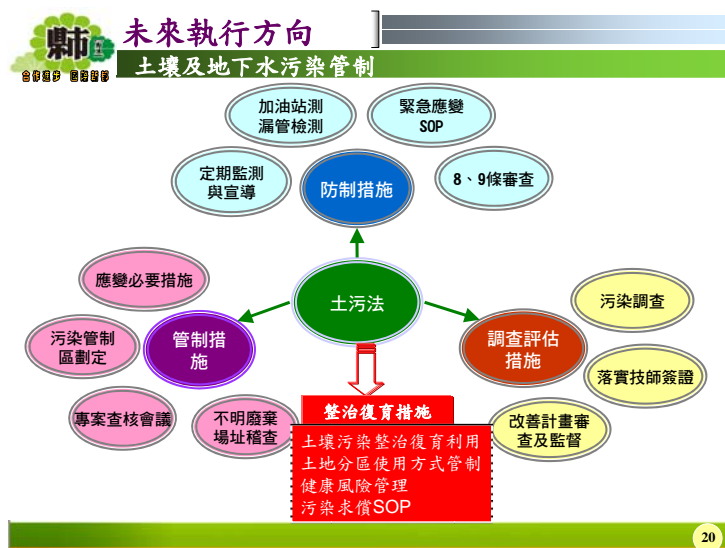 未來執行方向
縣市
合作進步
土壤及地下水污染管制
加油站測
漏管檢測
緊急應變
SOP
定期監測
與宣導
防制措施
8、9條審查
應變必要措施
土污法
污染調查
污染管制
區劃定
管制措
施
調查評估
措施
落實技師簽證
專案查核會議
不明廢棄
場址稽查
整治復育措施
改善計畫審
查及監督
土壤污染整治復育利用
土地分區使用方式管制
健康風險管理
污染求償SOP
20